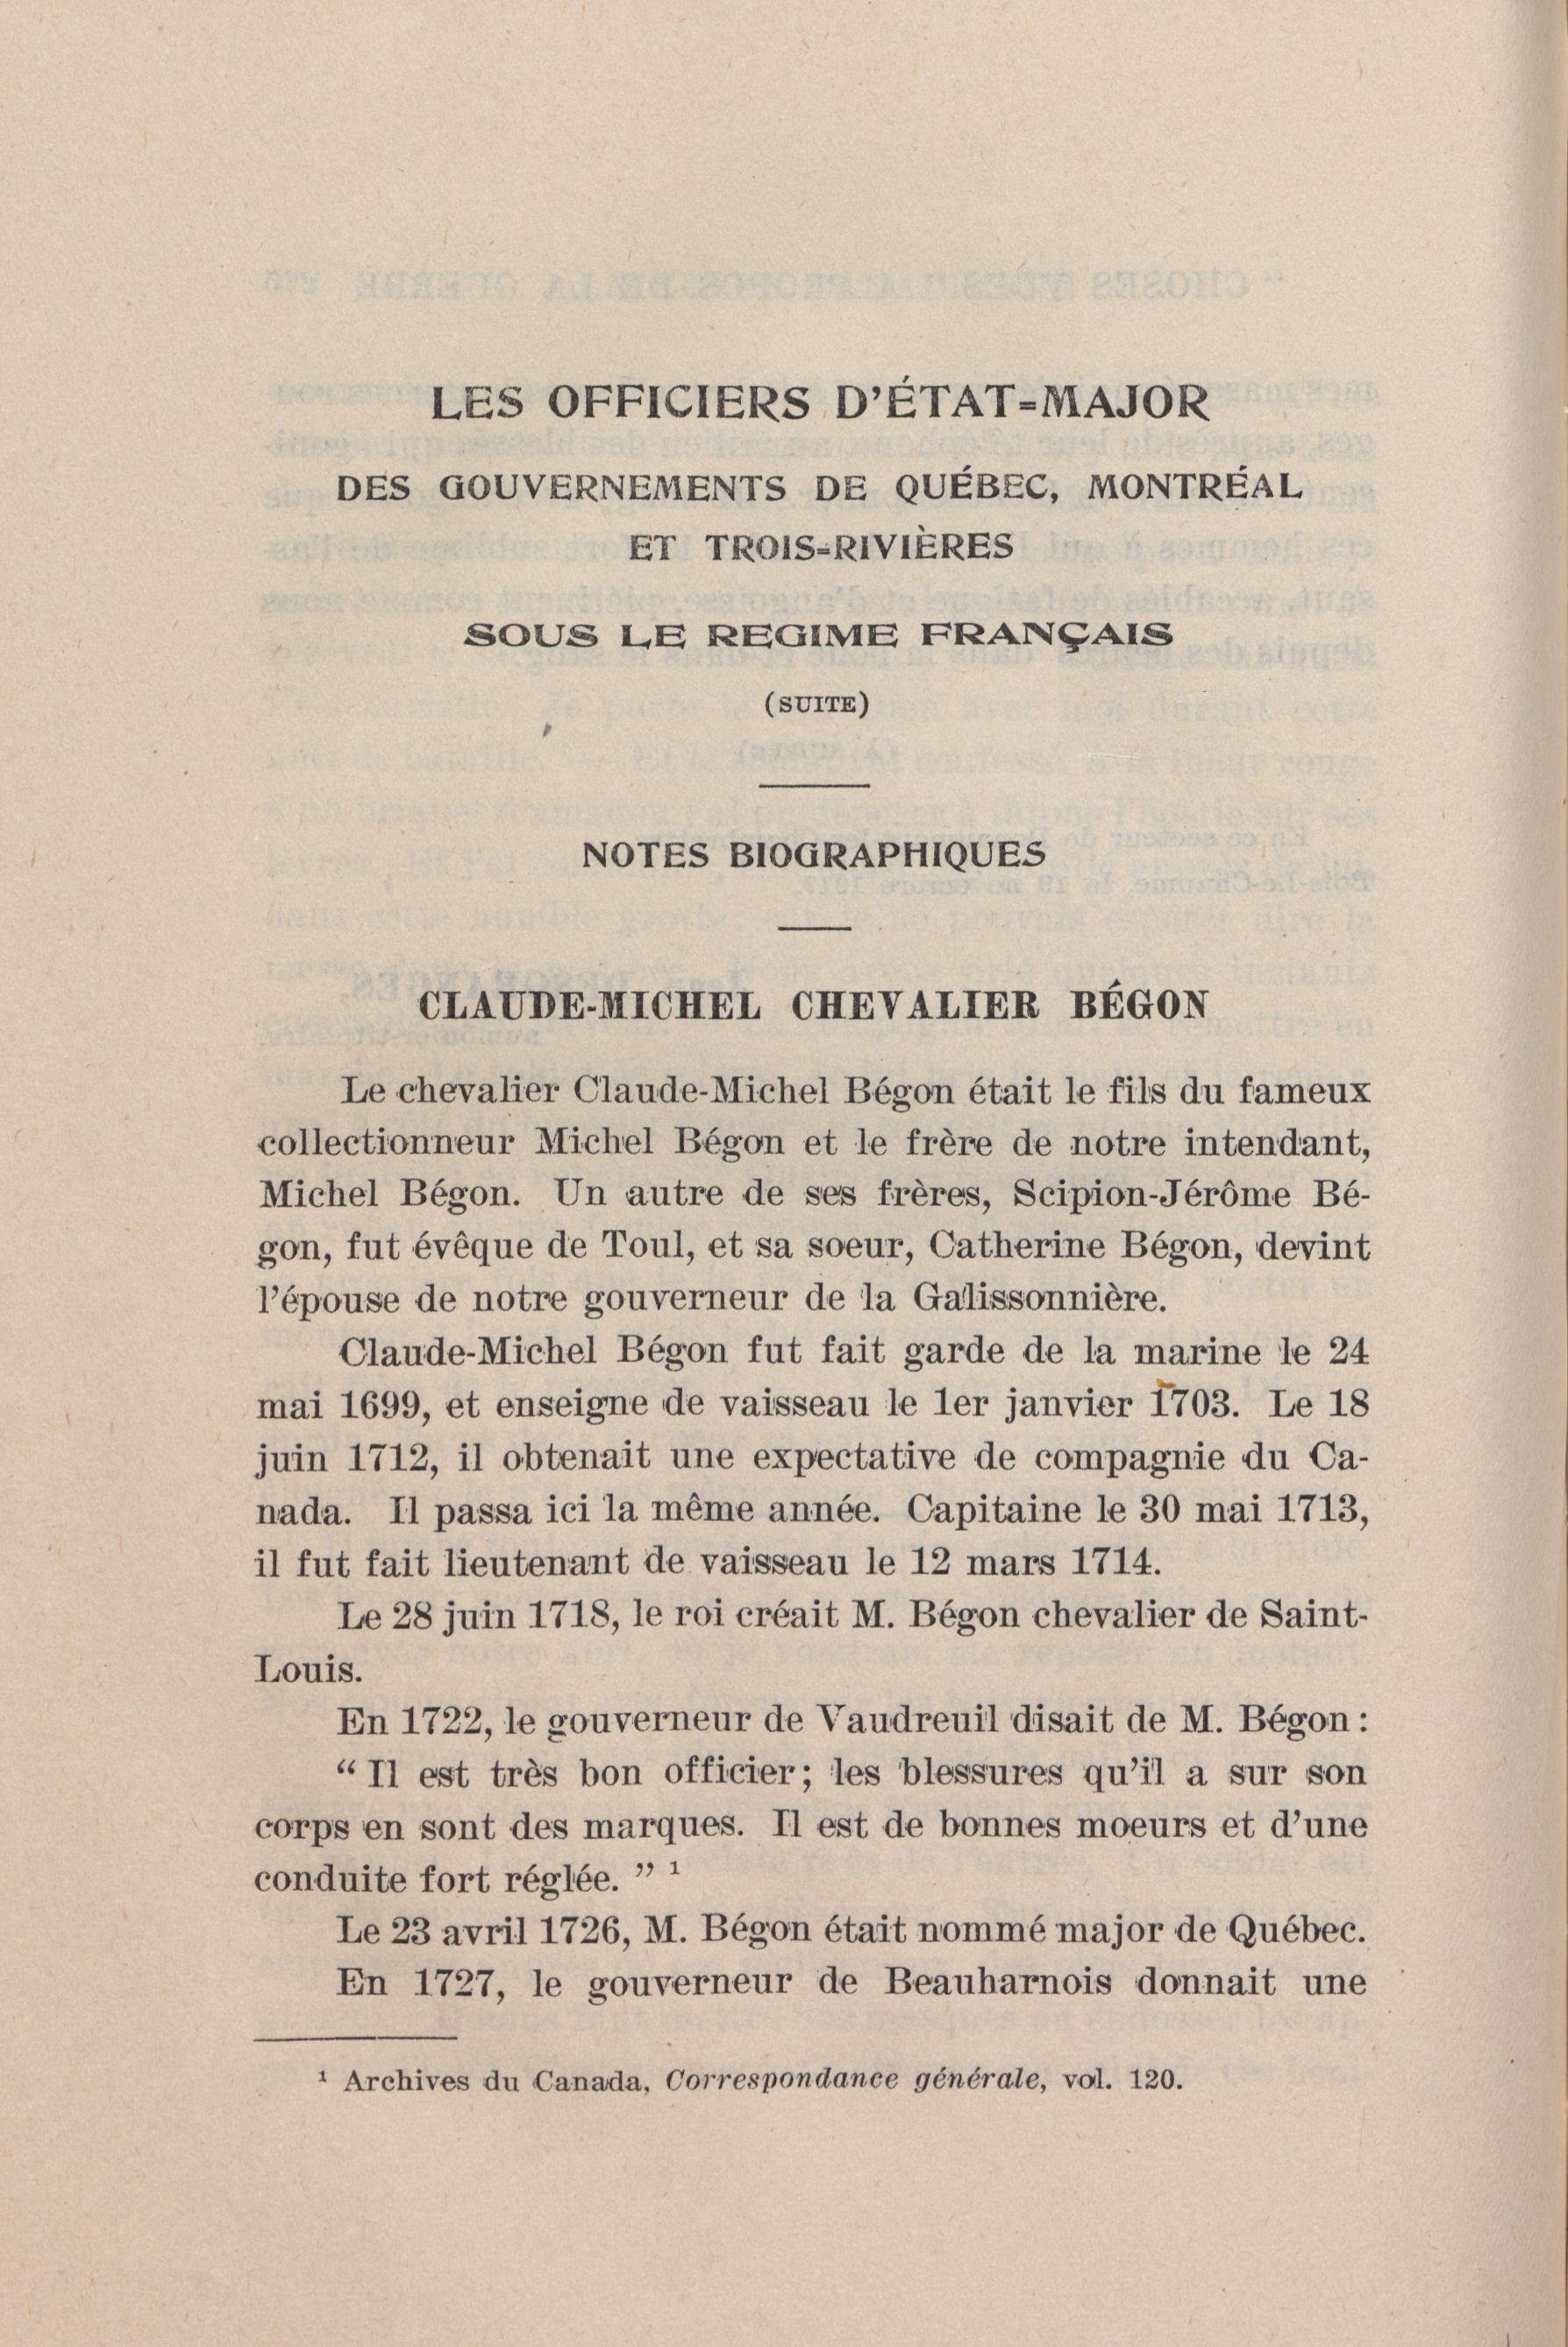 LES OFFICIERS D'ÉTAT-MAJOR
DES GOUVERNEMENTS DE QUÉBEC, MONTRÉAL
ET TROIS-RIVIÈRES
SOUS LE REGIME FRANÇAIS
(SUITE)
NOTES BIOGRAPHIQUES
CLAUDE-MICHEL CHEVALIER BÉGON
Le chevalier Claude-Michel Bégon était le fils du fameux
collectionneur Michel Bégon et le frère de notre intendant,
Michel Bégon. Un autre de ses frères, Scipion-Jérôme Bé-
gon, fut évêque de Toul, et sa soeur, Catherine Bégon, devint
l'épouse de notre gouverneur de la Galissonnière.
Claude-Michel Bégon fut fait garde de la marine le 24
mai 1699, et enseigne de vaisseau le 1er janvier 1703. Le 18
juin 1712, il obtenait une expectative de compagnie du Ca-
nada. Il passa ici la même année. Capitaine le 30 mai 1713,
il fut fait lieutenant de vaisseau le 12 mars 1714.
Le 28 juin 1718, le roi créait M. Bégon chevalier de Saint-
Louis.
En 1722, le gouverneur de Vaudreuil disait de M. Bégon :
“ Il est très bon officier; les blessures qu'il a sur son
corps en sont des marques. Il est de bonnes moeurs et d'une
conduite fort réglée. ” ¹
Le 23 avril 1726, M. Bégon était nommé major de Québec.
En 1727, le gouverneur de Beauharnois donnait une
¹ Archives du Canada, Correspondance générale, vol. 120.